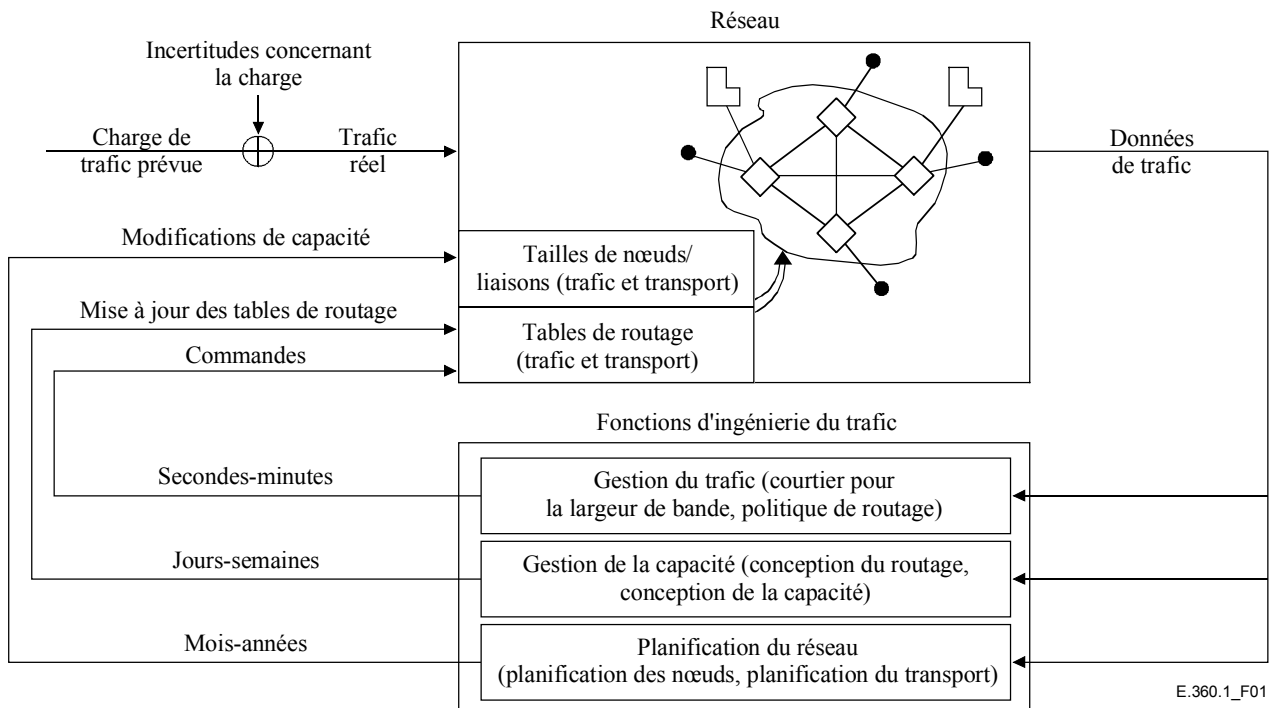 Réseau
Incertitudes concernant
la charge
Charge de
trafic prévue
Trafic
réel
Données
de trafic
Modifications de capacité
Tailles de nœuds/
liaisons (trafic et transport)
Mise à jour des tables de routage
Tables de routage
(trafic et transport)
Commandes
Fonctions d'ingénierie du trafic
Secondes-minutes
Gestion du trafic (courtier pour
la largeur de bande, politique de routage)
Jours-semaines
Gestion de la capacité (conception du routage,
conception de la capacité)
Mois-années
Planification du réseau
(planification des nœuds, planification du transport)
E.360.1_F01